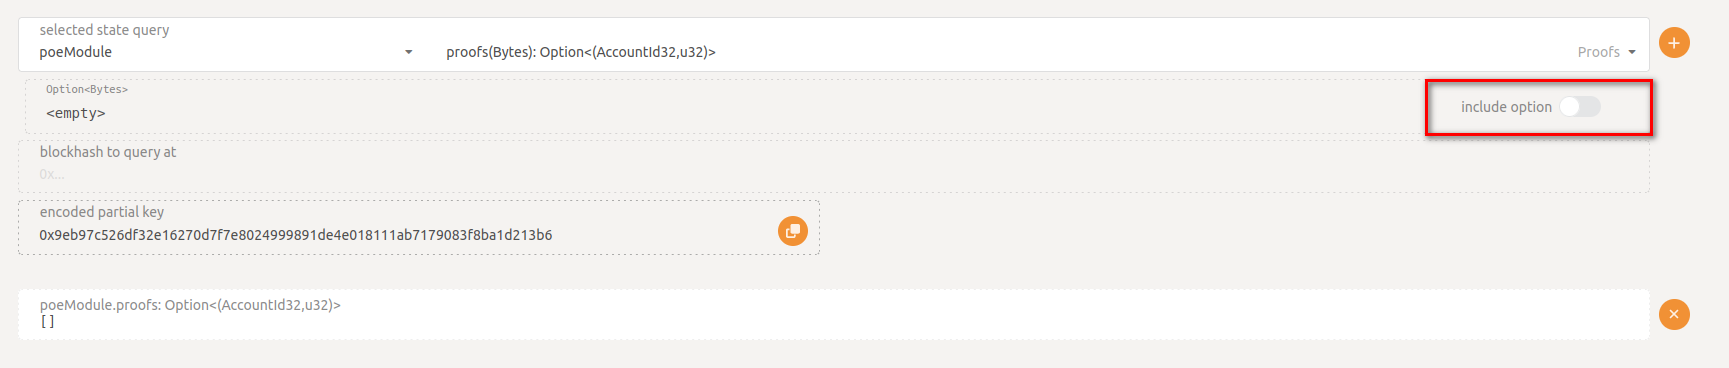 selected state query
poeModule
proofs(Bytes): Option<(AccountId32,u32)>
Proofs
Option<Bytes>
<empty>
include option
blockhash to query at
0x...
encoded partial key
0x9eb97c526df32e16270d7f7e8024999891de4e018111ab7179083f8ba1d213b6
poeModule.proofs: Option<(AccountId32,u32)>
[]